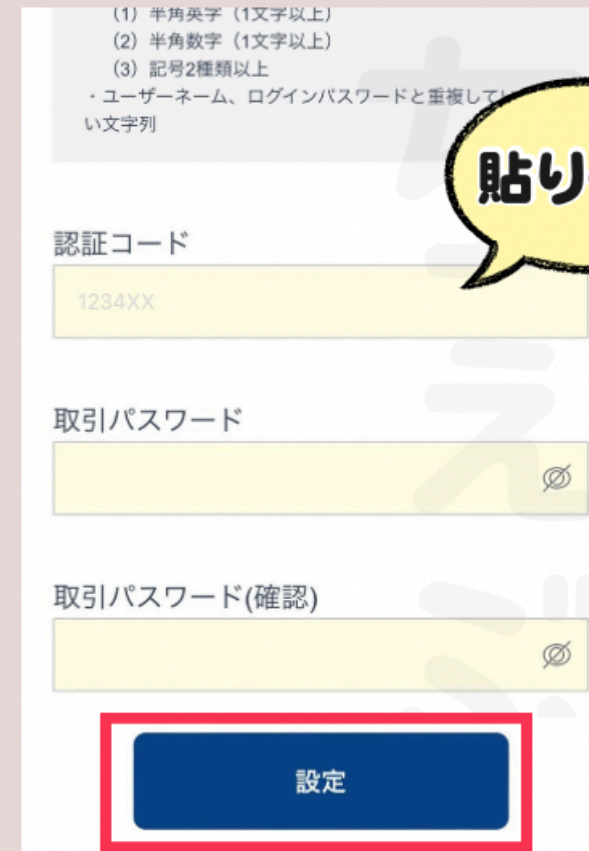 (1) 半角英字(1文字以上)
(2) 半角数字(1文字以上)
(3) 記号2種類以上
・ユーザーネーム、ログインパスワードと重複してい
い文字列
貼り
認証コード
1234XX
取引パスワード
取引パスワード(確認)
設定